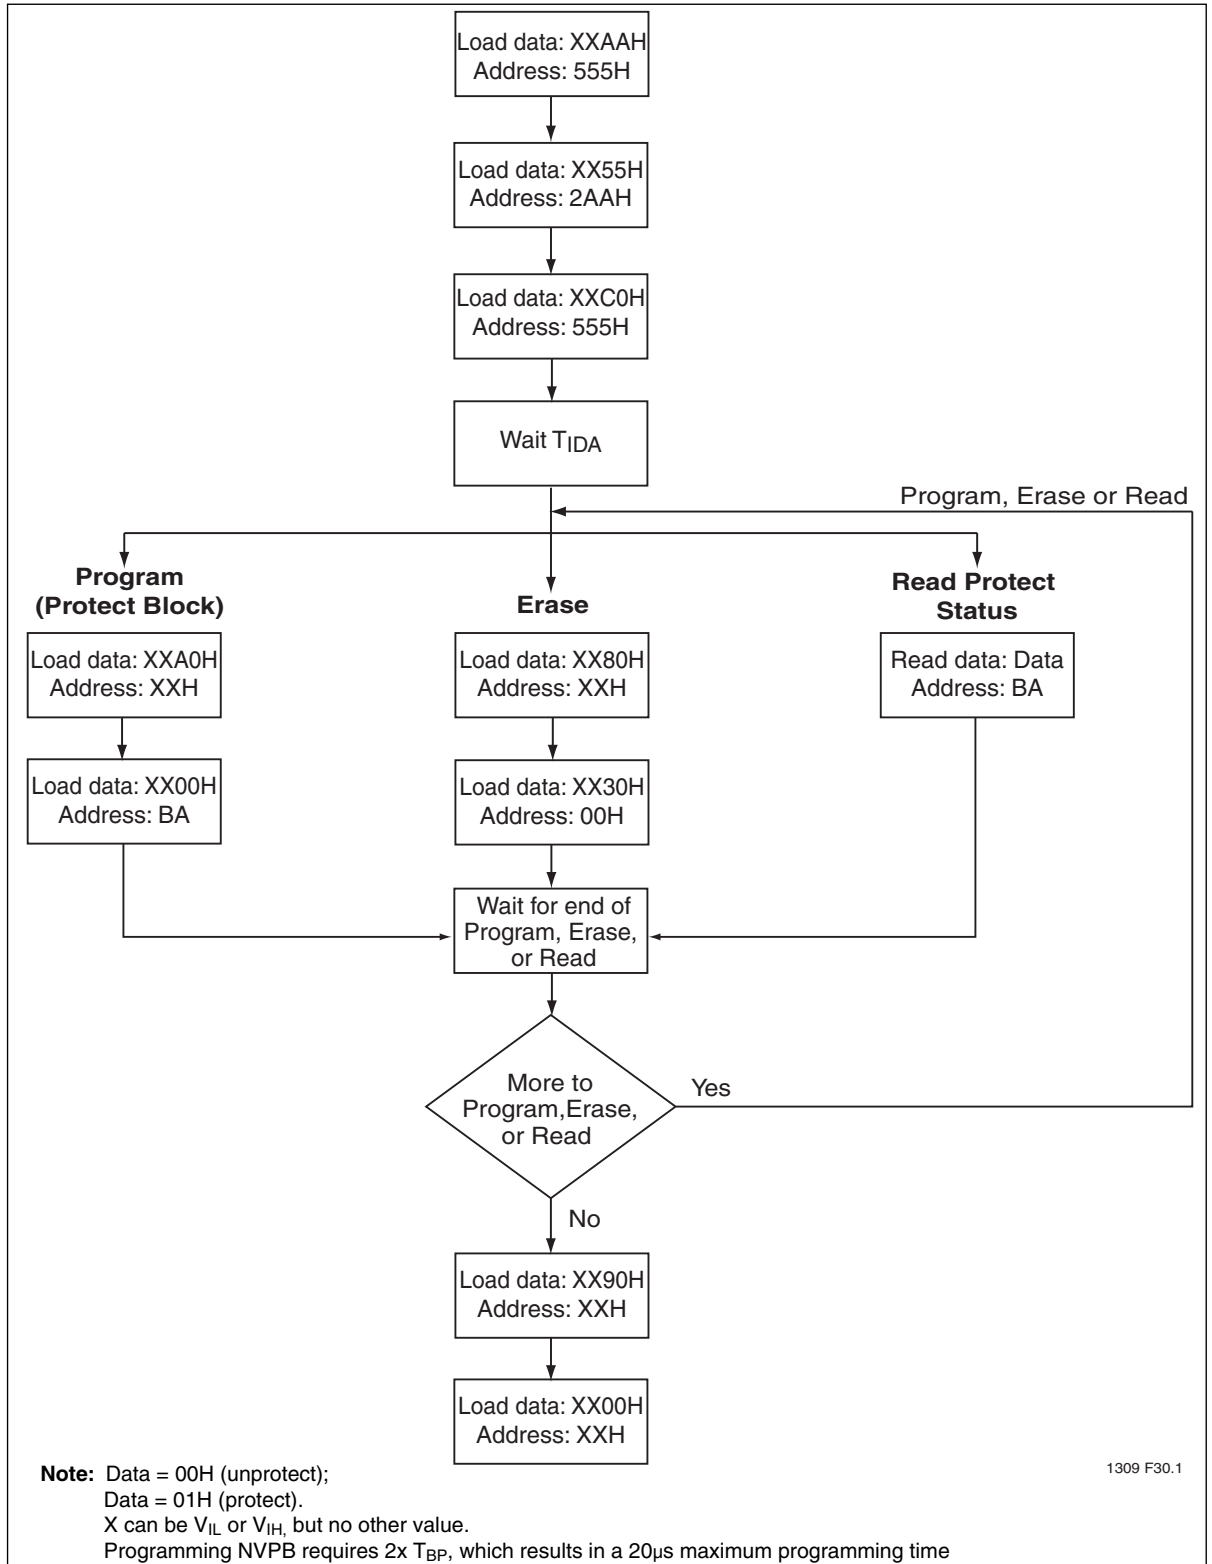 Load data: XXAAH
Address: 555H
Load data: XX55H
Address: 2AAH
Load data: XXC0H
Address: 555H
Wait TIDA
Program, Erase or Read
Program
(Protect Block)
Load data: XXA0H
Address: XXH
Load data: XX00H
Address: BA
Erase
Load data: XX80H
Address: XXH
Load data: XX30H
Address: 00H
Read Protect
Status
Read data: Data
Address: BA
Wait for end of
Program, Erase,
or Read
More to
Program,Erase,
or Read
Yes
No
Load data: XX90H
Address: XXH
Load data: XX00H
Address: XXH
Note: Data = 00H (unprotect);
Data = 01H (protect).
X can be VIL or VIH, but no other value.
Programming NVPB requires 2x TBP, which results in a 20µs maximum programming time
1309 F30.1